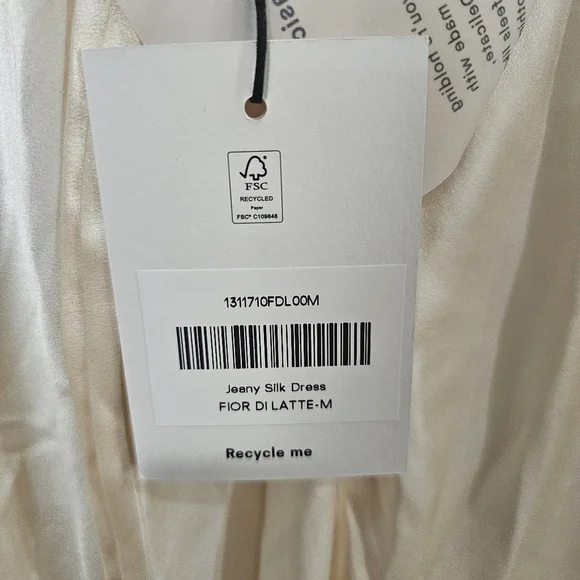 FSC
RECYCLED
Paper
FSC® C109848
1311710FDL00M
Jeany Silk Dress
FIOR DI LATTE-M
Recycle me